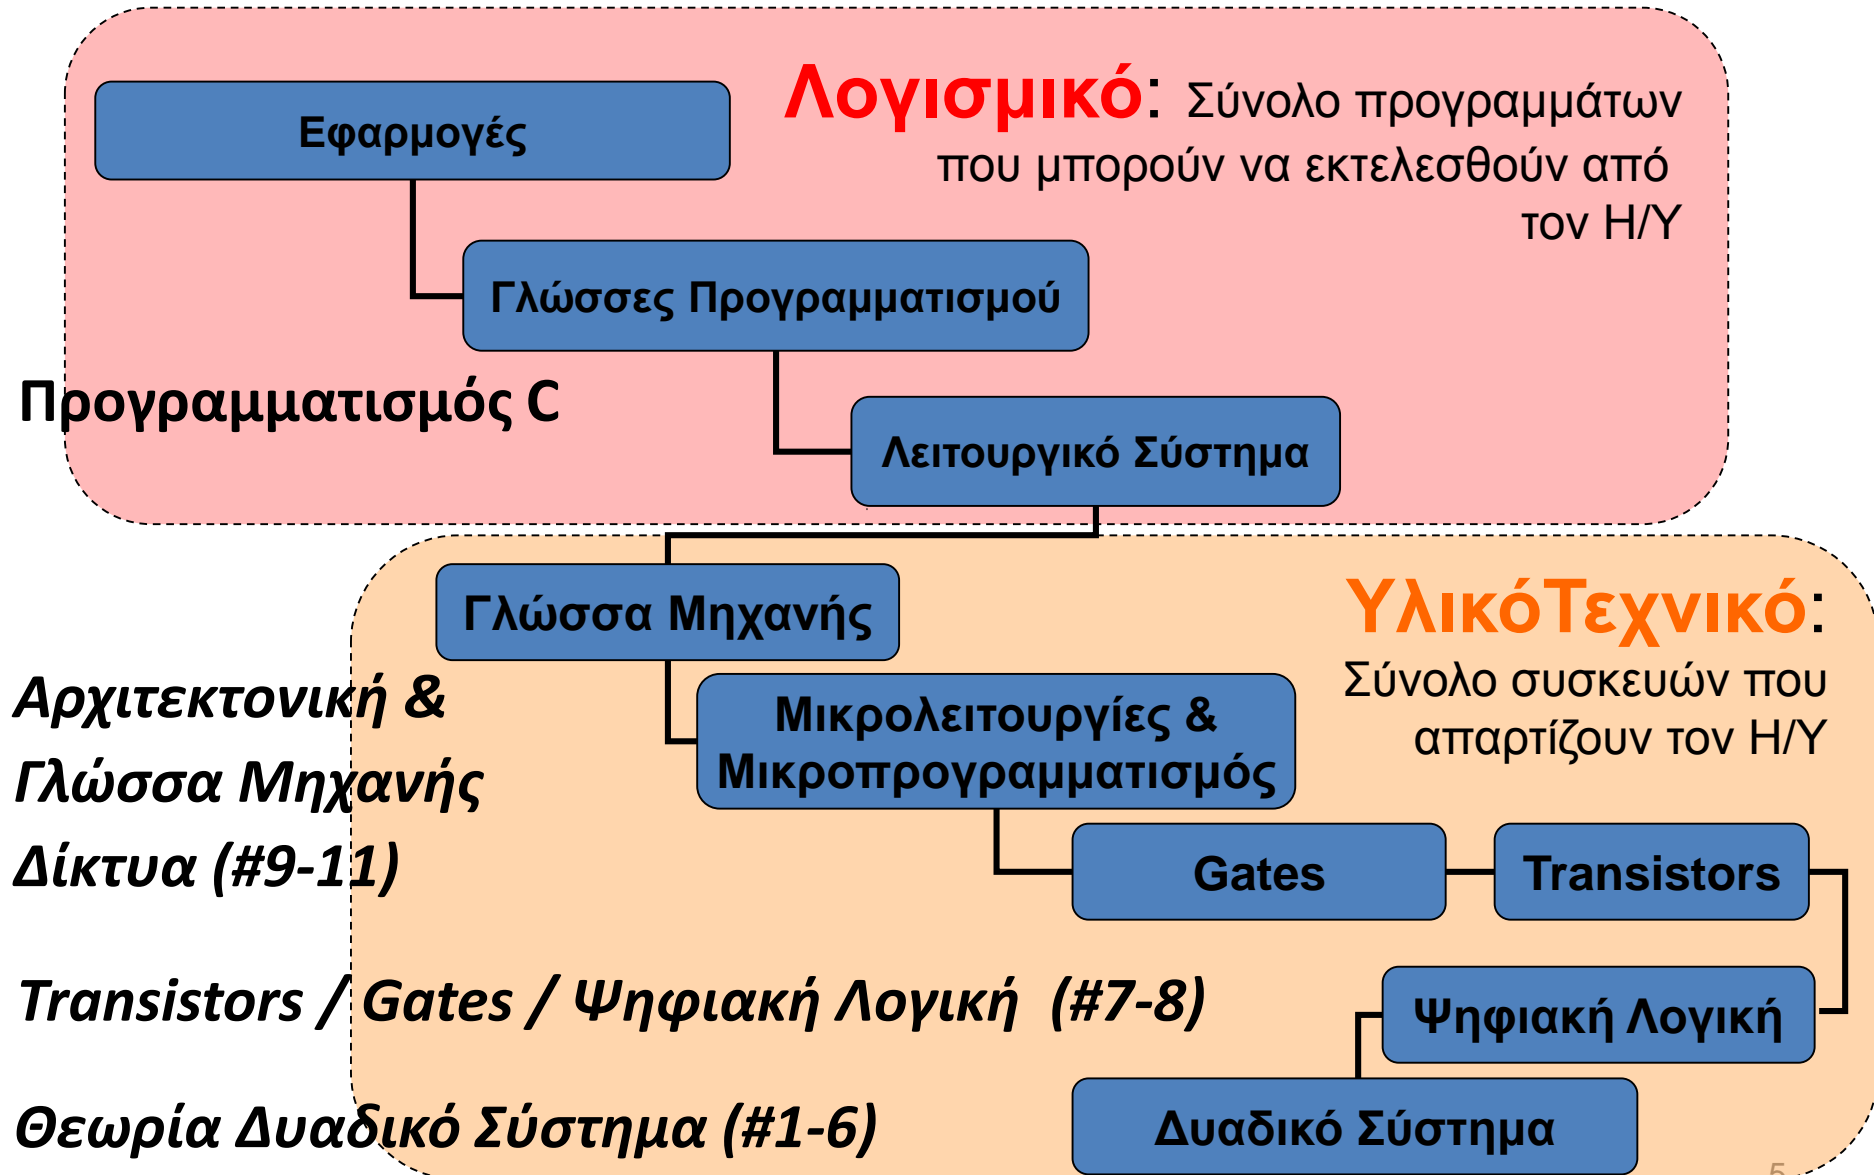 Εφαρμογές
Λογισμικό: Σύνολο προγραμμάτων
που μπορούν να εκτελεσθούν από
τον Η/Υ
Γλώσσες Προγραμματισμού
Προγραμματισμός C
Λειτουργικό Σύστημα
Γλώσσα Μηχανής
ΥλικόΤεχνικό:
Σύνολο συσκευών που
απαρτίζουν τον Η/Υ
Αρχιτεκτονική &
Γλώσσα Μηχανής
Δίκτυα (#9-11)
Μικρολειτουργίες &
Μικροπρογραμματισμός
Gates
Transistors
Transistors / Gates / Ψηφιακή Λογική (#7-8)
Ψηφιακή Λογική
Θεωρία Δυαδικό Σύστημα (#1-6)
Δυαδικό Σύστημα
5